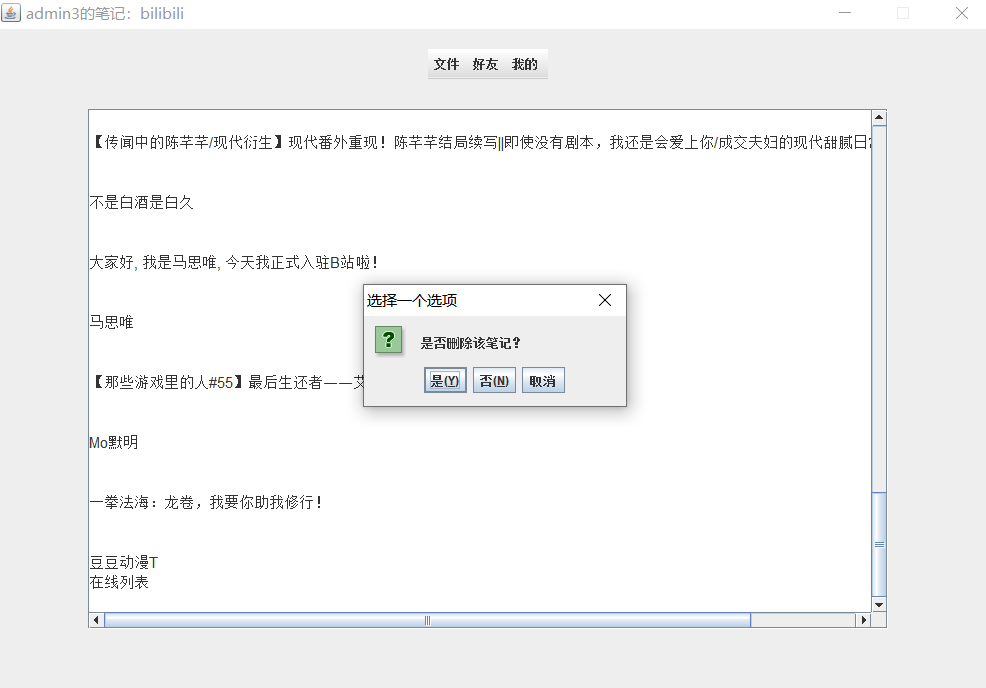 admin3的笔记：bilibili
文件 好友 我的
【传闻中的陈芊芊/现代衍生】现代番外重现！陈芊芊结局续写||即使没有剧本，我还是会爱上你/成交夫妇的现代甜腻日
不是白酒是白久
大家好, 我是马思唯, 今天我正式入驻B站啦！
选择一个选项
马思唯
是否删除该笔记？
【那些游戏里的人#55】最后生还者——艾
是(Y) 否(N) 取消
Mo默明
一拳法海：龙卷，我要你助我修行！
豆豆动漫T
在线列表